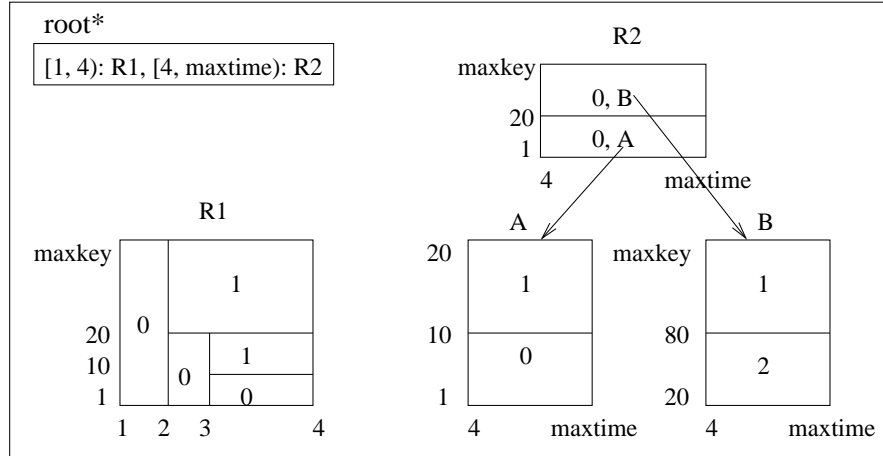 root*
[1, 4): R1, [4, maxtime): R2
R2
maxkey
0, B
20
0, A
1
4 maxtime
R1
maxkey
1
0
20
10
1
0
1
0
1 2 3 4
A
20
1
10
0
1
4 maxtime
B
maxkey
1
80
2
20
4 maxtime